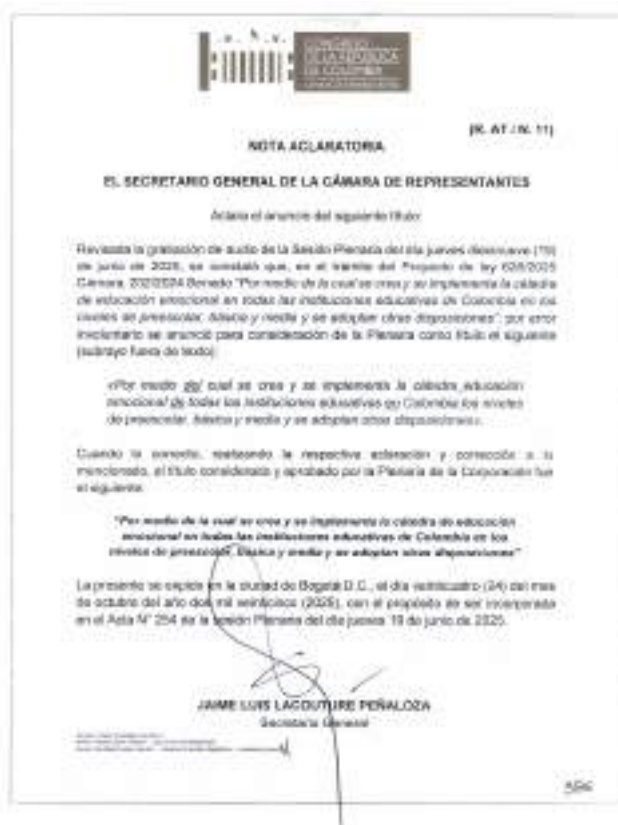 CONGRESO
DE LA REPÚBLICA
DE COLOMBIA
(R. AT / N. 11)
NOTA ACLARATORIA
EL SECRETARIO GENERAL DE LA CÁMARA DE REPRESENTANTES
Aclara el anuncio del siguiente título:
Revisada la grabación de audio de la Sesión Plenaria del día jueves diecinueve (19)
de junio de 2025, se constató que, en el trámite del Proyecto de ley 628/2025
Cámara, 202/2024 Senado "Por medio de la cual se crea y se implementa la cátedra
de educación emocional en todas las instituciones educativas de Colombia en los
niveles de preescolar, básica y media y se adoptan otras disposiciones"; por error
involuntario se anunció para consideración de la Plenaria como título el siguiente
(subrayo fuera de texto):
«Por medio del cual se crea y se implementa la cátedra educación
emocional de todas las instituciones educativas en Colombia los niveles
de preescolar, básica y media y se adoptan otras disposiciones».
Cuando lo correcto, realizando la respectiva aclaración y corrección a lo
mencionado, el título considerado y aprobado por la Plenaria de la Corporación fue
el siguiente:
"Por medio de la cual se crea y se implementa la cátedra de educación
emocional en todas las instituciones educativas de Colombia en los
niveles de preescolar, básica y media y se adoptan otras disposiciones"
La presente se expide en la ciudad de Bogotá D.C., el día veinticuatro (24) del mes
de octubre del año dos mil veinticinco (2025), con el propósito de ser incorporada
en el Acta N° 254 de la sesión Plenaria del día jueves 19 de junio de 2025.
JAIME LUIS LACOUTURE PEÑALOZA
Secretario General